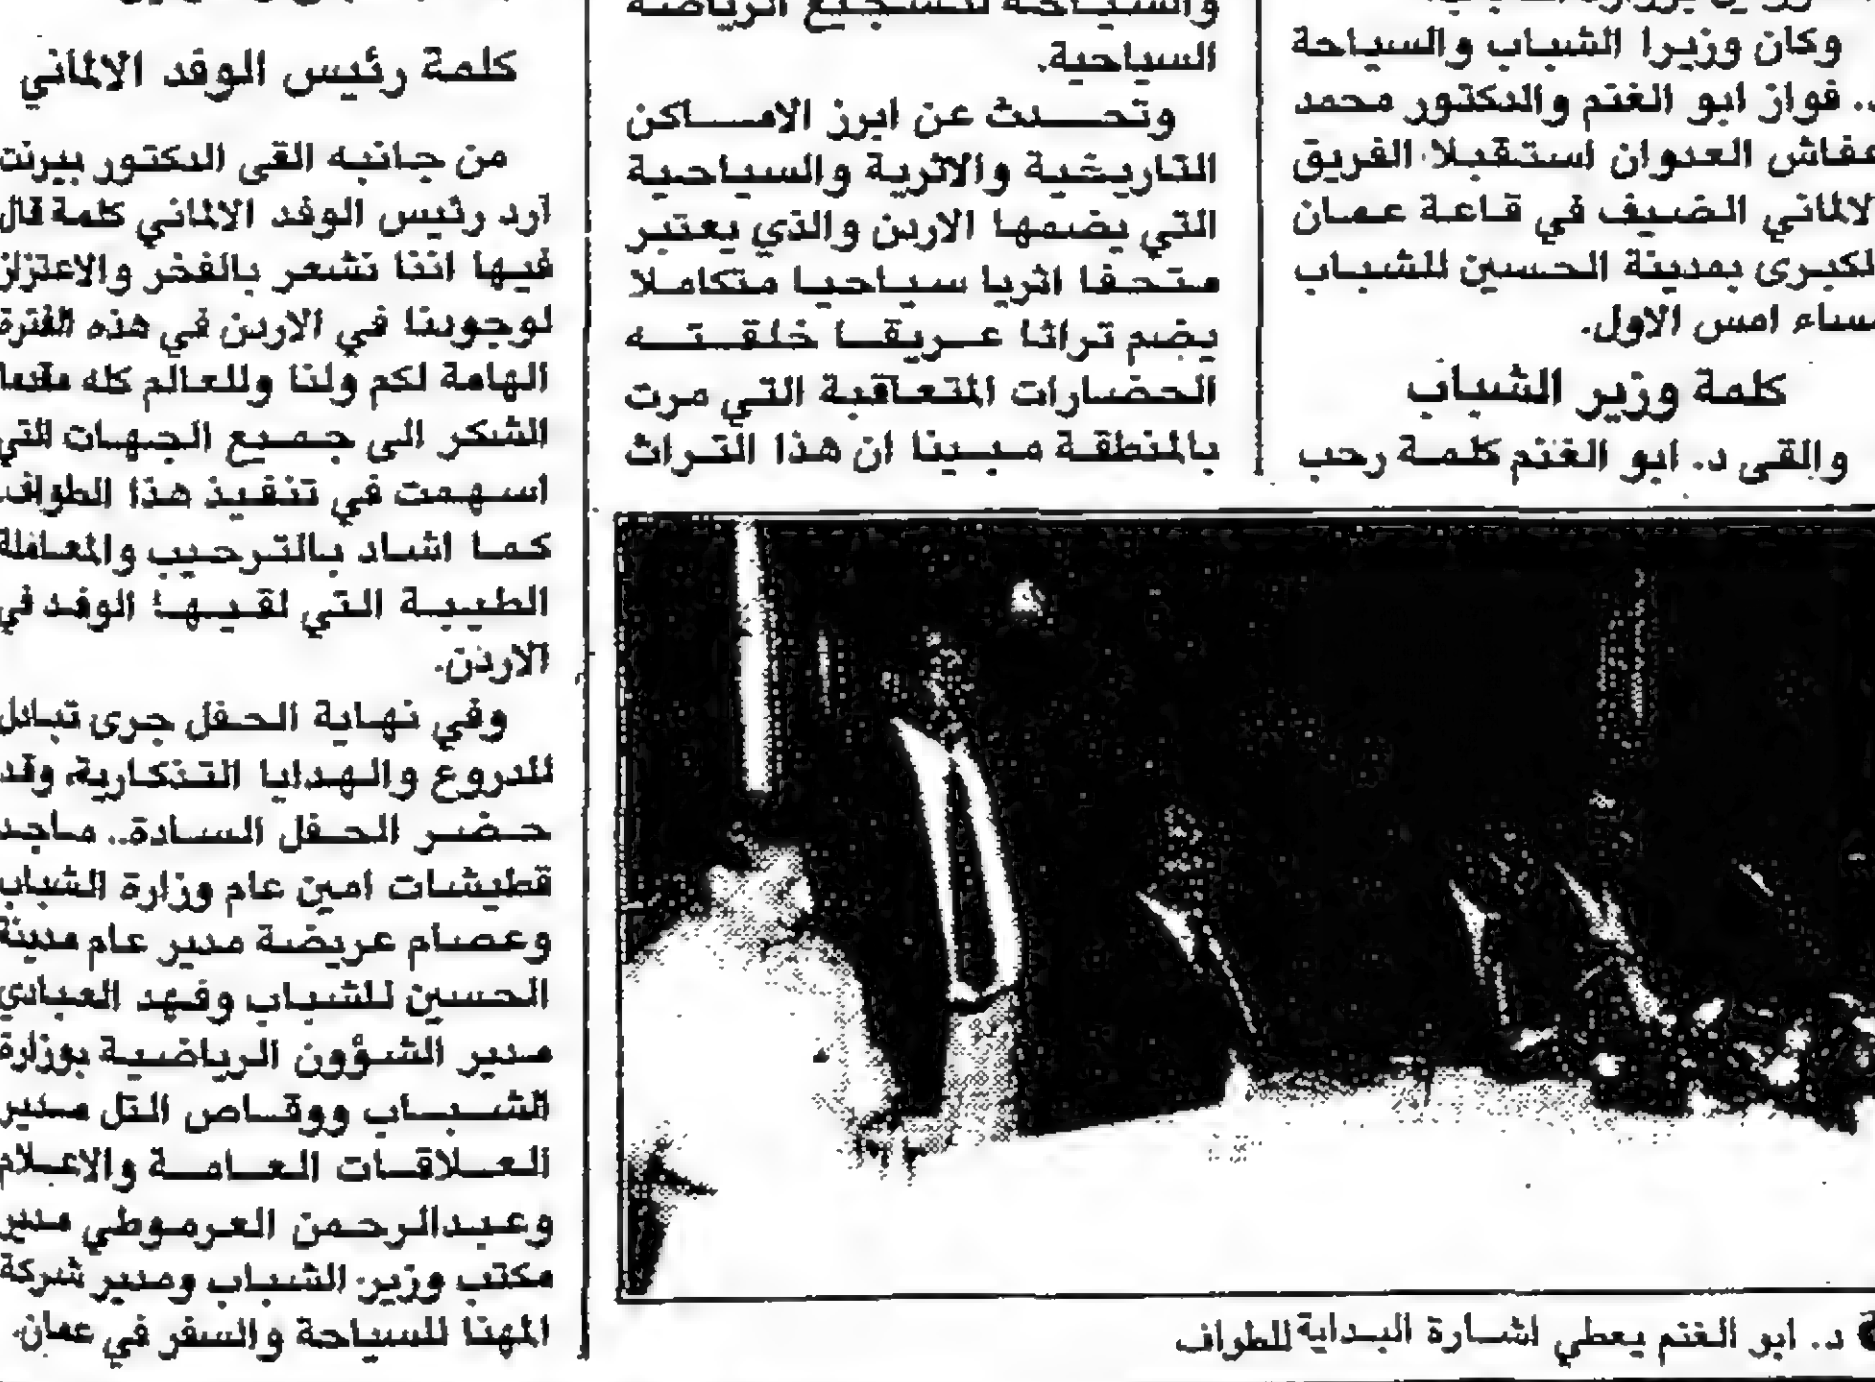 وكان وزيرا الشباب والسياحة
د. فواز ابو الغنم والدكتور محمد
عفاش العدوان استقبلا الفريق
الالماني الضيف في قاعة عمان
الكبرى بمدينة الحسين للشباب
مساء امس الاول.
كلمة وزير الشباب
والقى د. ابو الغنم كلمة رحب
والسياحة لتشجيع الرياضة
السياحية.
وتحدث عن ابرز الاماكن
التاريخية والاثرية والسياحية
التي يضمها الاردن والذي يعتبر
متحفا اثريا سياحيا متكاملا
يضم تراثا عريقا خلقته
الحضارات المتعاقبة التي مرت
بالمنطقة مبينا ان هذا التراث
د. ابو الغنم يعطي اشارة البداية للطواف
كلمة رئيس الوفد الالماني
من جانبه القى الدكتور بيرنت
ارد رئيس الوفد الالماني كلمة قال
فيها اننا نشعر بالفخر والاعتزاز
لوجودنا في الاردن في هذه الفترة
الهامة لكم ولنا وللعالم كله مقدما
الشكر الى جميع الجهات التي
اسهمت في تنفيذ هذا الطواف
كما اشاد بالترحيب والمعاملة
الطيبة التي لقيها الوفد في
الاردن.
وفي نهاية الحفل جرى تبادل
للدروع والهدايا التذكارية وقد
حضر الحفل السادة.. ماجد
قطيشات امين عام وزارة الشباب
وعصام عريضة مدير عام مدينة
الحسين للشباب وفهد العبادي
مدير الشؤون الرياضية بوزارة
الشباب ووقاص التل مدير
العلاقات العامة والاعلام
وعبدالرحمن العرموطي مدير
مكتب وزير الشباب ومدير شركة
المهنا للسياحة والسفر في عمان.